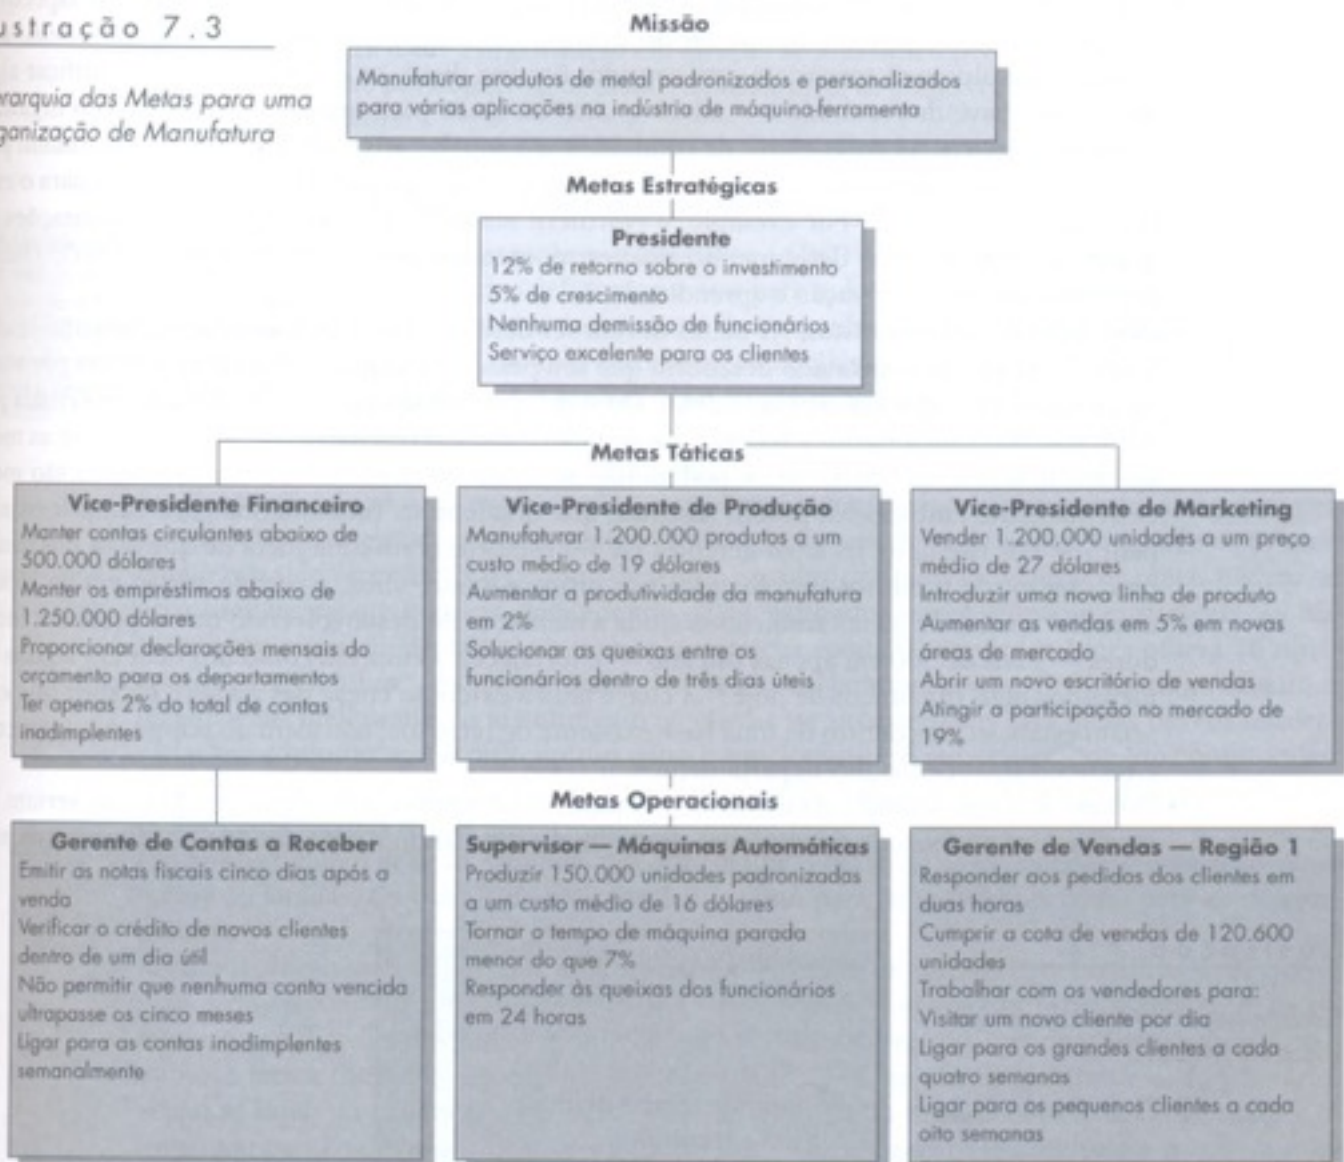 ustração 7.3
rarquia das Metas para uma
ganização de Manufatura
Missão
Manufaturar produtos de metal padronizados e personalizados
para várias aplicações na indústria de máquina-ferramenta
Metas Estratégicas
Presidente
12% de retorno sobre o investimento
5% de crescimento
Nenhuma demissão de funcionários
Serviço excelente para os clientes
Metas Táticas
Vice-Presidente Financeiro
Manter contas circulantes abaixo de
500.000 dólares
Manter os empréstimos abaixo de
1.250.000 dólares
Proporcionar declarações mensais do
orçamento para os departamentos
Ter apenas 2% do total de contas
inadimplentes
Vice-Presidente de Produção
Manufaturar 1.200.000 produtos a um
custo médio de 19 dólares
Aumentar a produtividade da manufatura
em 2%
Solucionar as queixas entre os
funcionários dentro de três dias úteis
Vice-Presidente de Marketing
Vender 1.200.000 unidades a um preço
médio de 27 dólares
Introduzir uma nova linha de produto
Aumentar as vendas em 5% em novas
áreas de mercado
Abrir um novo escritório de vendas
Atingir a participação no mercado de
19%
Metas Operacionais
Gerente de Contas a Receber
Emitir as notas fiscais cinco dias após a
venda
Verificar o crédito de novos clientes
dentro de um dia útil
Não permitir que nenhuma conta vencida
ultrapasse os cinco meses
Ligar para as contas inadimplentes
semanalmente
Supervisor — Máquinas Automáticas
Produzir 150.000 unidades padronizadas
a um custo médio de 16 dólares
Tornar o tempo de máquina parada
menor do que 7%
Responder às queixas dos funcionários
em 24 horas
Gerente de Vendas — Região 1
Responder aos pedidos dos clientes em
duas horas
Cumprir a cota de vendas de 120.600
unidades
Trabalhar com os vendedores para:
Visitar um novo cliente por dia
Ligar para os grandes clientes a cada
quatro semanas
Ligar para os pequenos clientes a cada
oito semanas